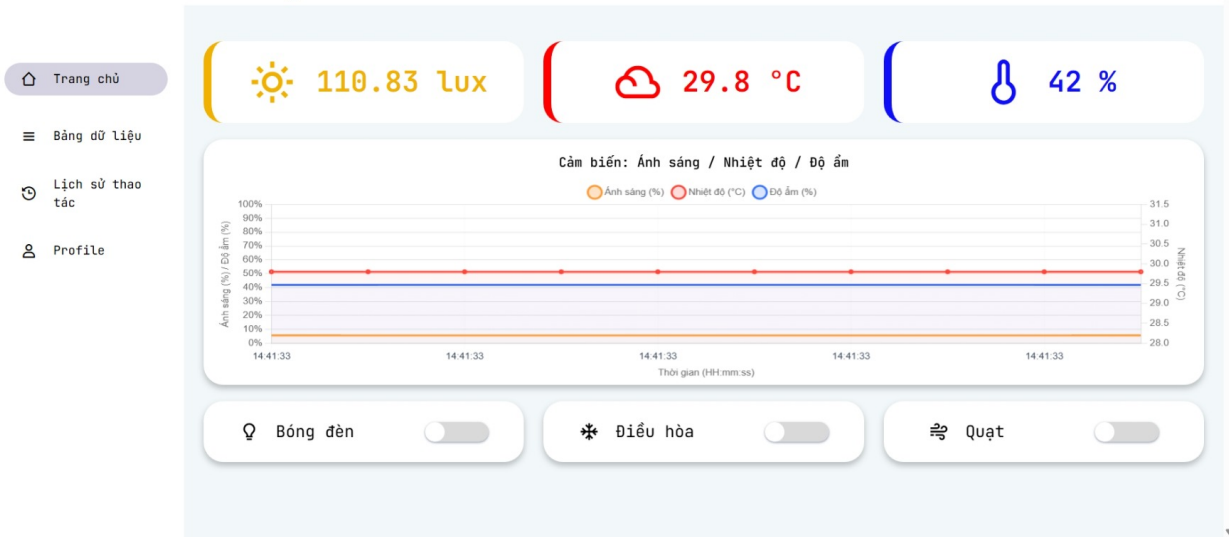 Trang chủ
Bảng dữ liệu
Lịch sử thao
tác
Profile
110.83 lux
29.8 °C
42 %
Cảm biến: Ánh sáng / Nhiệt độ / Độ ẩm
Ánh sáng (%) Nhiệt độ (°C) Độ ẩm (%)
Ánh sáng (%) / Độ ẩm (%)
100%
90%
80%
70%
60%
50%
40%
30%
20%
10%
0%
31.5
31.0
30.5
30.0
29.5
29.0
28.5
28.0
Nhiệt độ (°C)
14:41:33 14:41:33 14:41:33 14:41:33 14:41:33
Thời gian (HH:mm:ss)
Bóng đèn
Điều hòa
Quạt